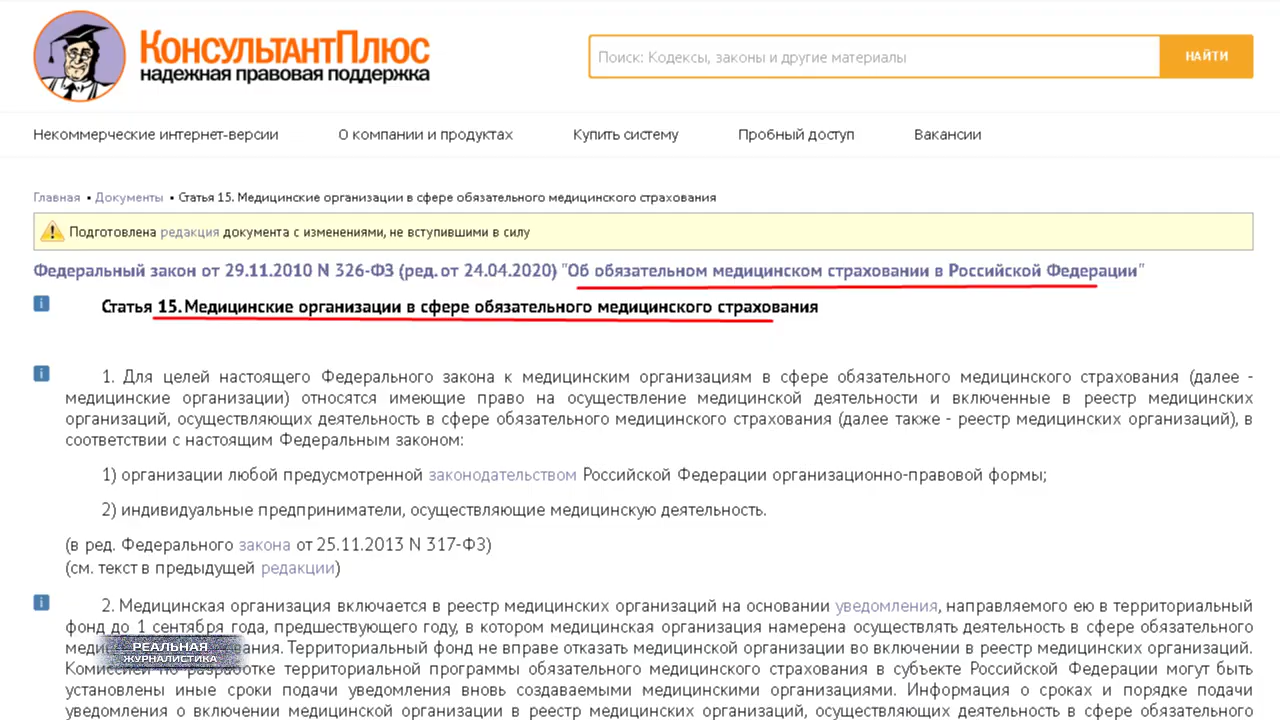 КонсультантПлюс
надежная правовая поддержка
Поиск: Кодексы, законы и другие материалы
НАЙТИ
Некоммерческие интернет-версии
О компании и продуктах
Купить систему
Пробный доступ
Вакансии
Главная • Документы • Статья 15. Медицинские организации в сфере обязательного медицинского страхования
Подготовлена редакция документа с изменениями, не вступившими в силу
Федеральный закон от 29.11.2010 N 326-ФЗ (ред. от 24.04.2020) "Об обязательном медицинском страховании в Российской Федерации"
Статья 15. Медицинские организации в сфере обязательного медицинского страхования
1. Для целей настоящего Федерального закона к медицинским организациям в сфере обязательного медицинского страхования (далее -
медицинские организации) относятся имеющие право на осуществление медицинской деятельности и включенные в реестр медицинских
организаций, осуществляющих деятельность в сфере обязательного медицинского страхования (далее также - реестр медицинских организаций), в
соответствии с настоящим Федеральным законом:
1) организации любой предусмотренной законодательством Российской Федерации организационно-правовой формы;
2) индивидуальные предприниматели, осуществляющие медицинскую деятельность.
(в ред. Федерального закона от 25.11.2013 N 317-ФЗ)
(см. текст в предыдущей редакции)
2. Медицинская организация включается в реестр медицинских организаций на основании уведомления, направляемого ею в территориальный
фонд до 1 сентября года, предшествующего году, в котором медицинская организация намерена осуществлять деятельность в сфере обязательного
Территориальный фонд не вправе отказать медицинской организации во включении в реестр медицинских организаций.
Комиссией по разработке территориальной программы обязательного медицинского страхования в субъекте Российской Федерации могут быть
установлены иные сроки подачи уведомления вновь создаваемыми медицинскими организациями. Информация о сроках и порядке подачи
уведомления о включении медицинской организации в реестр медицинских организаций, осуществляющих деятельность в сфере обязательного
РЕАЛЬНАЯ
ЖУРНАЛИСТИКА